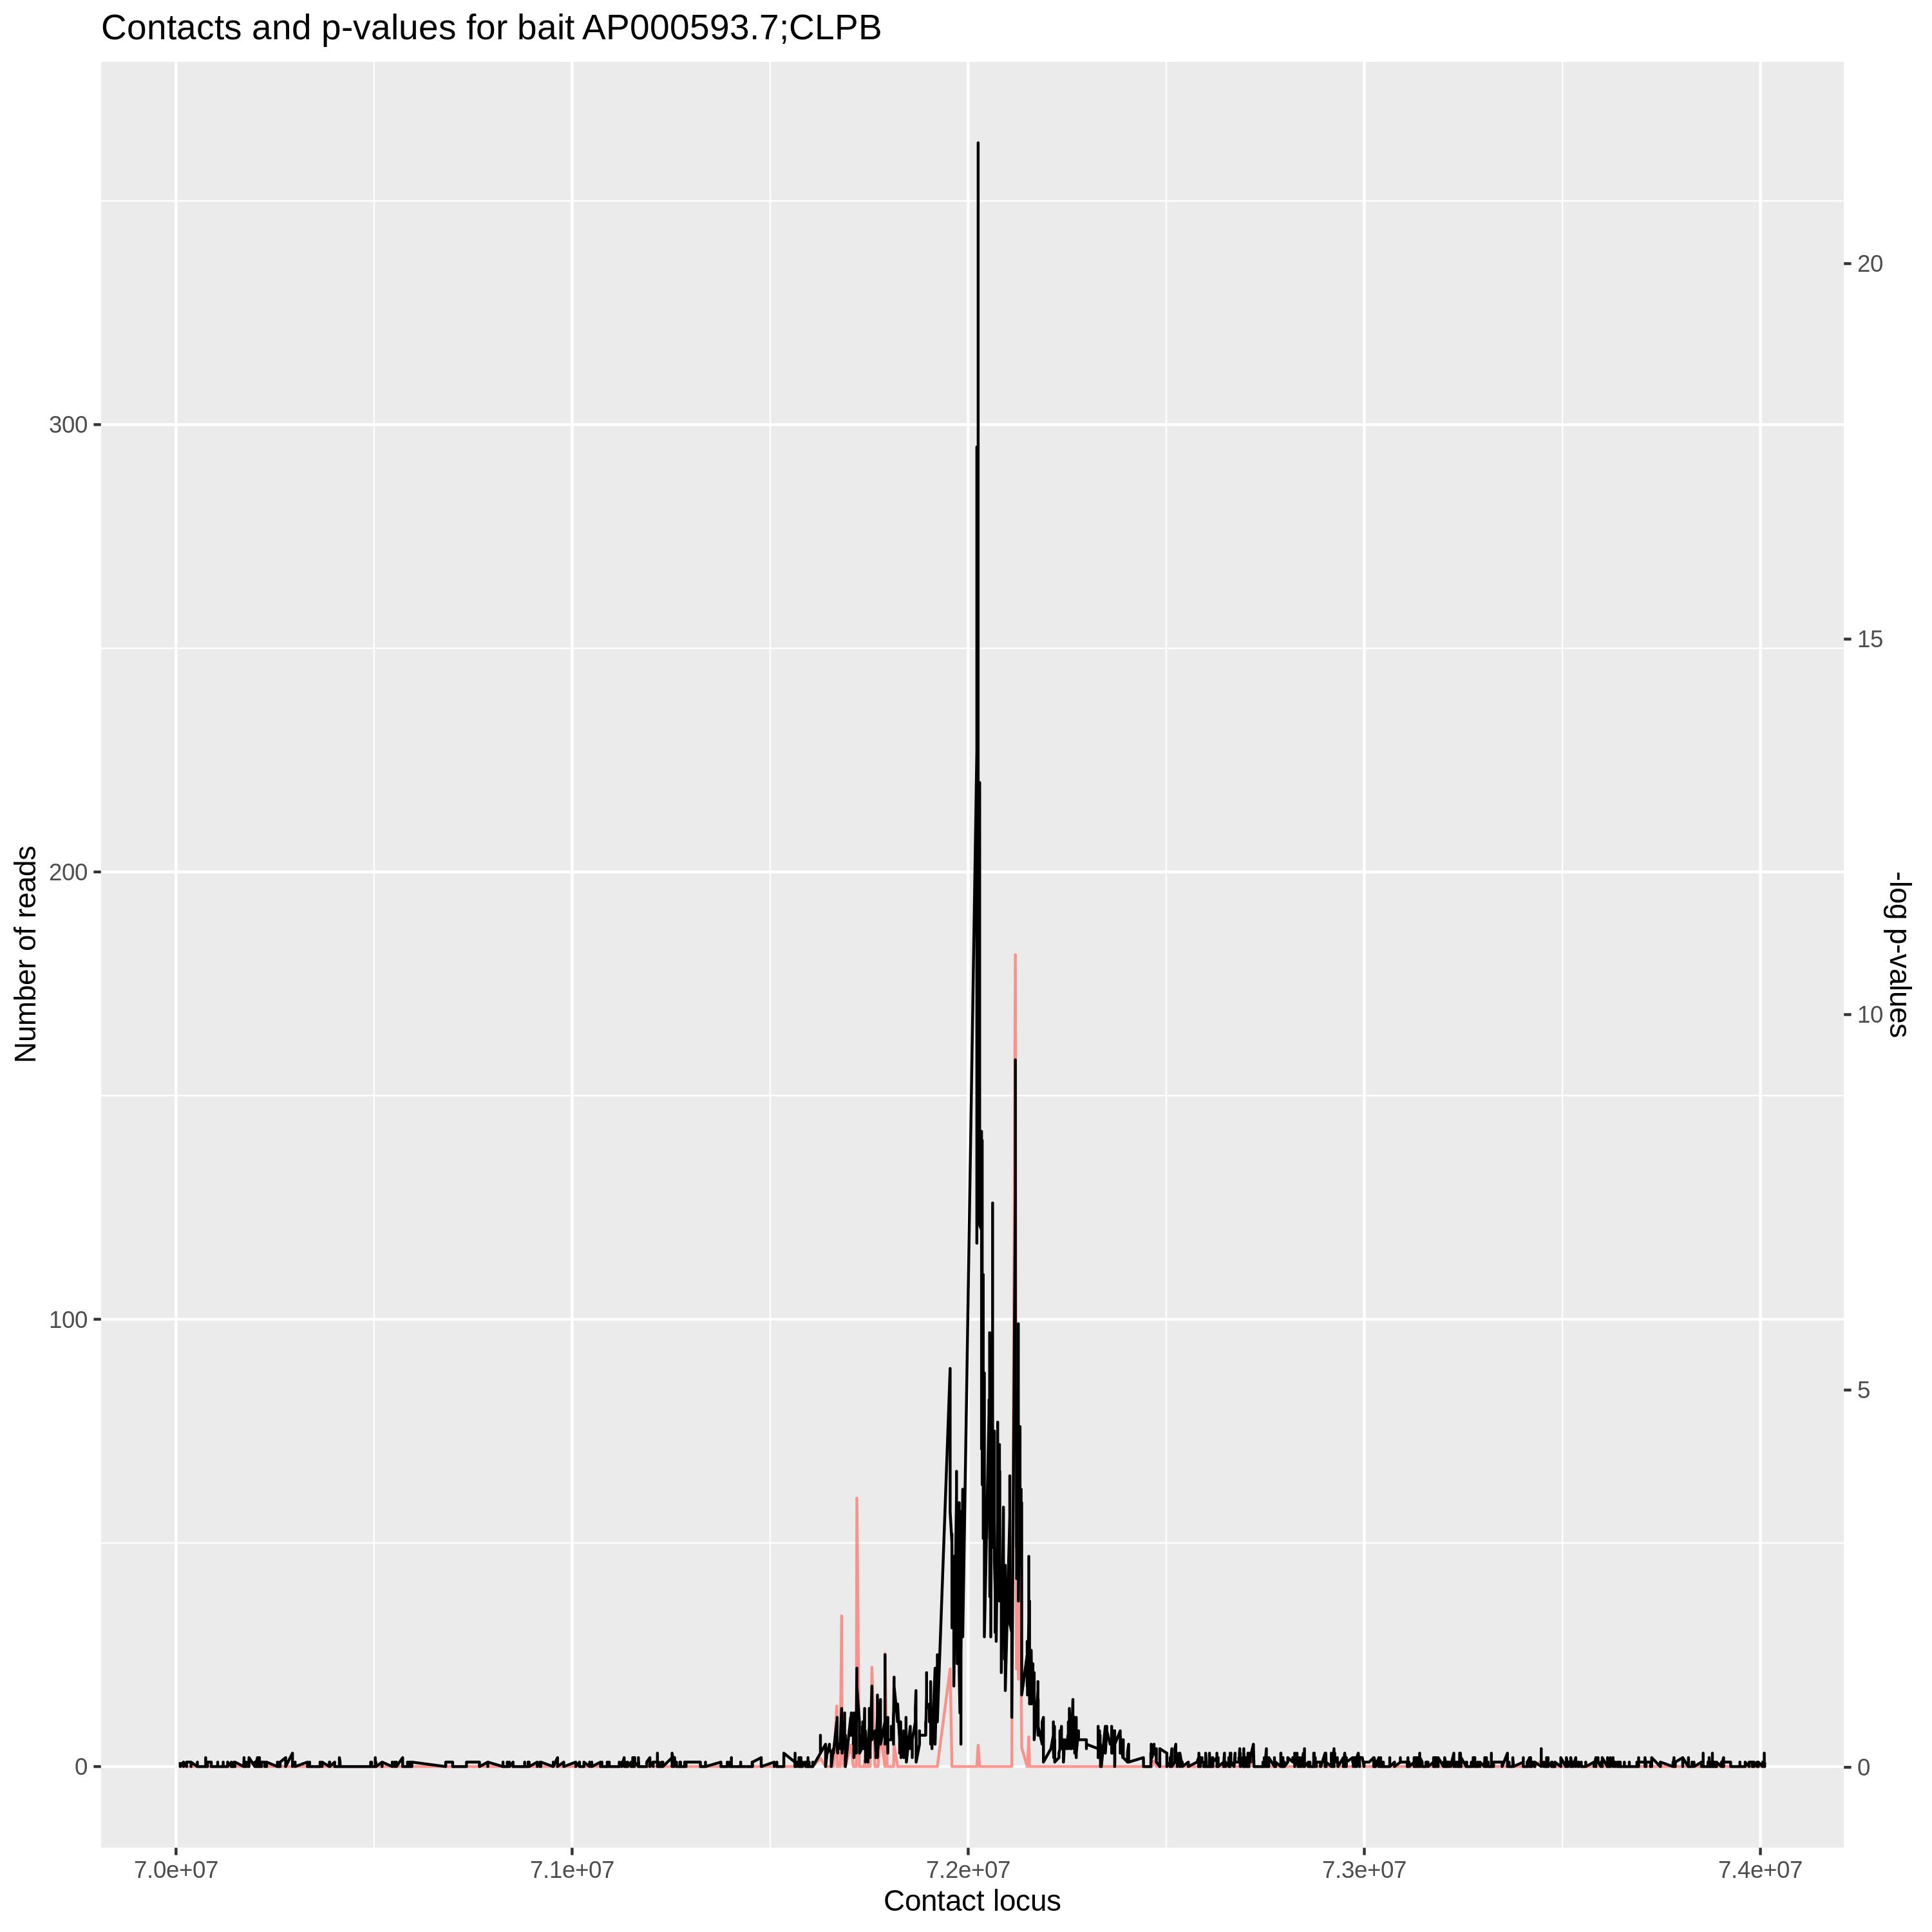 Contacts and p-values for bait AP000593.7;CLPB
Number of reads
300
200
100
0
20
15
10
5
0
-log p-values
7.0e+07
7.1e+07
7.2e+07
7.3e+07
7.4e+07
Contact locus